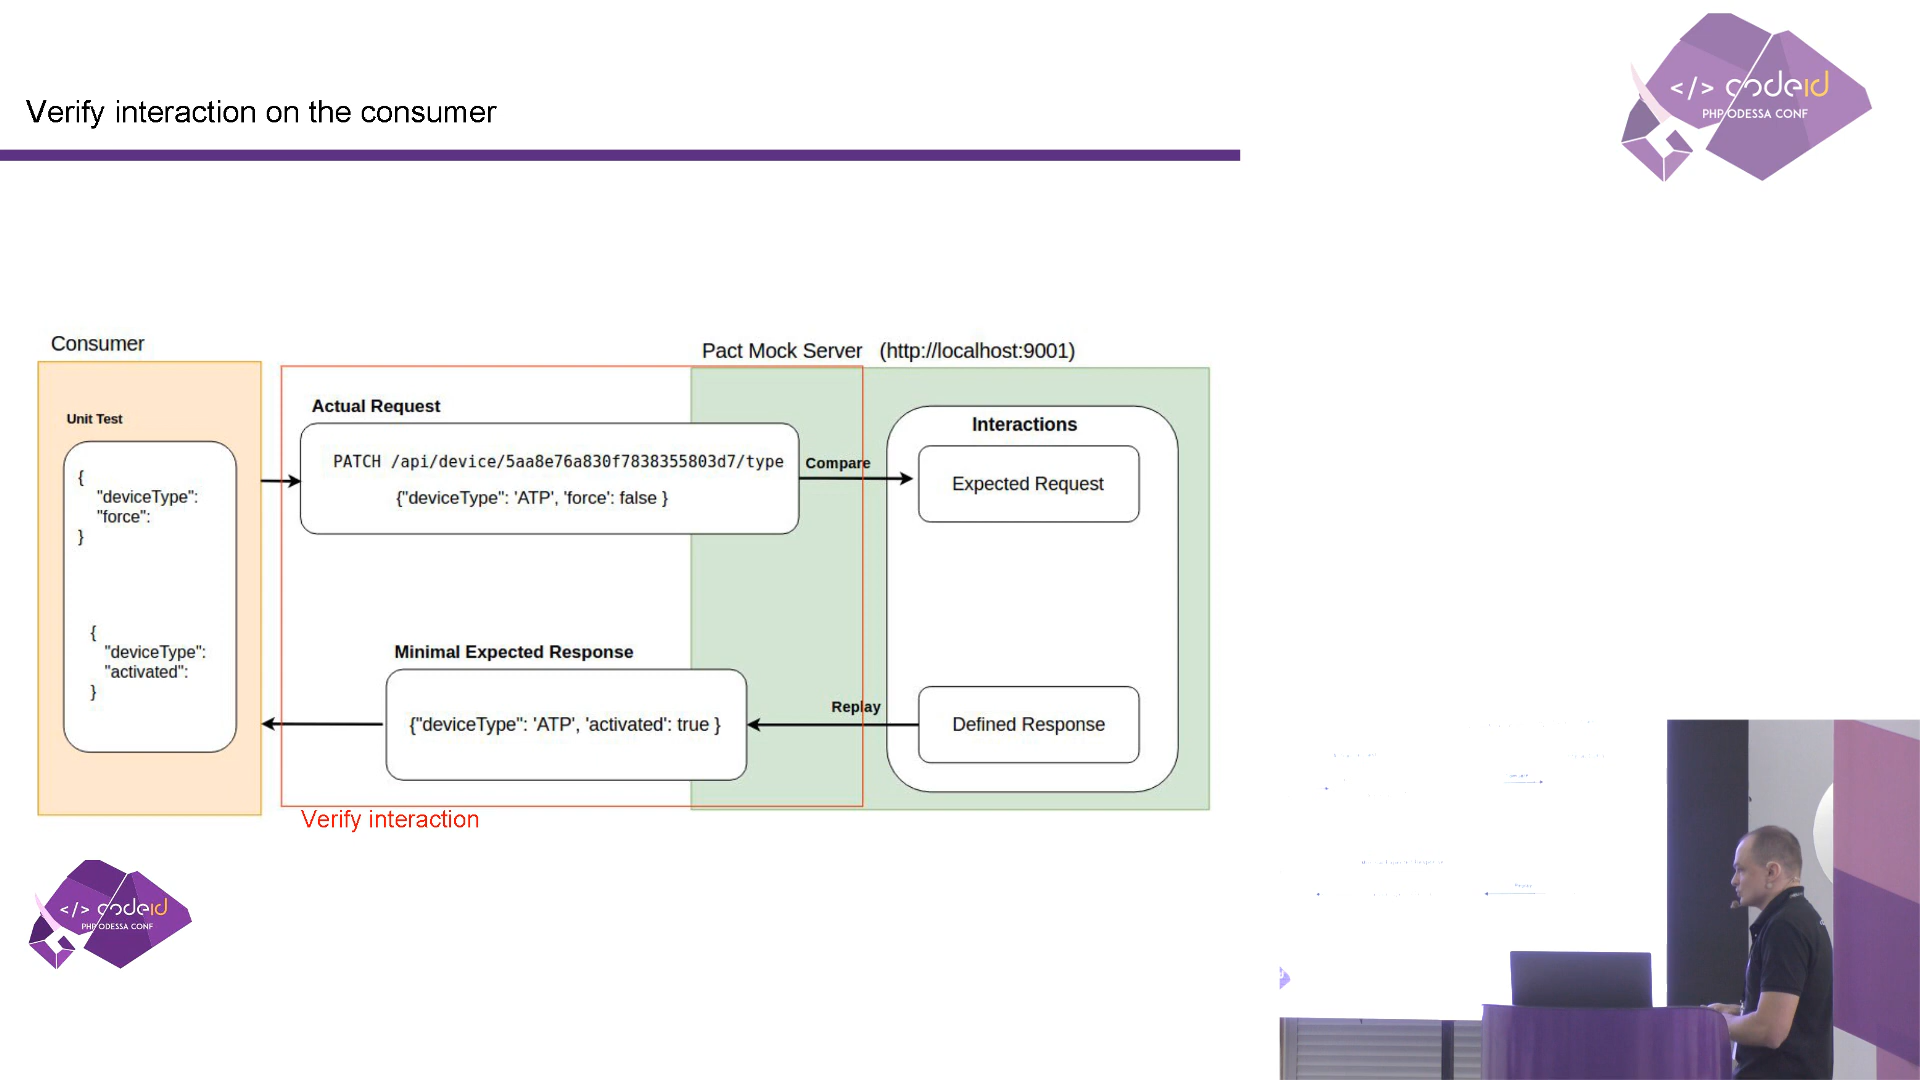 Verify interaction on the consumer
</> codeid
PHP ODESSA CONF
Consumer
Pact Mock Server (http://localhost:9001)
Unit Test
{
"deviceType":
"force":
}
{
"deviceType":
"activated":
}
Actual Request
PATCH /api/device/5aa8e76a830f7838355803d7/type
{"deviceType": 'ATP', 'force': false }
Compare
Interactions
Expected Request
Minimal Expected Response
{"deviceType": 'ATP', 'activated': true }
Replay
Defined Response
Verify interaction
</> codeid
PHP ODESSA CONF